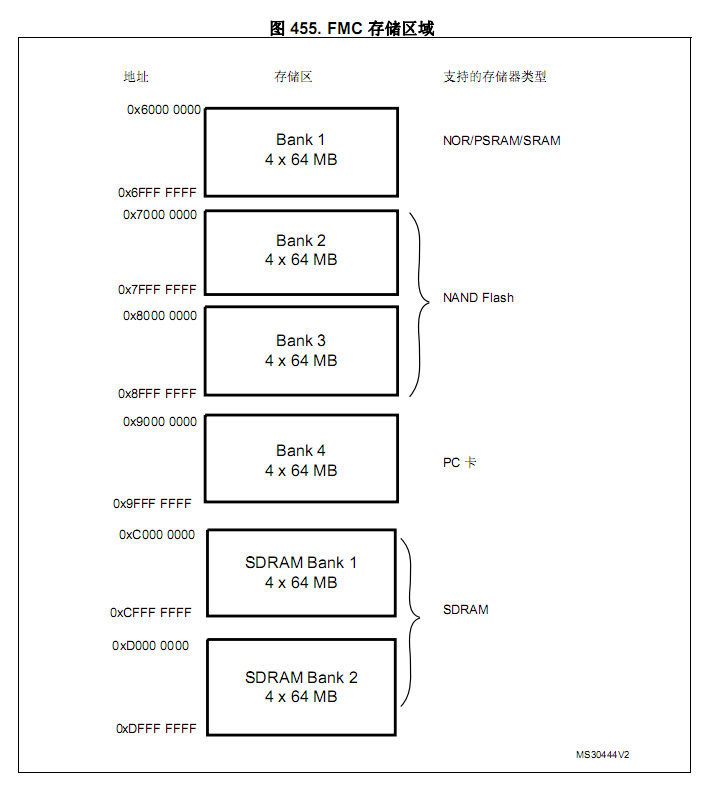 图 455. FMC 存储区域
地址 存储区 支持的存储器类型
0x6000 0000
Bank 1
4 x 64 MB
NOR/PSRAM/SRAM
0x6FFF FFFF
0x7000 0000
Bank 2
4 x 64 MB
0x7FFF FFFF
NAND Flash
0x8000 0000
Bank 3
4 x 64 MB
0x8FFF FFFF
0x9000 0000
Bank 4
4 x 64 MB
PC 卡
0x9FFF FFFF
0xC000 0000
SDRAM Bank 1
4 x 64 MB
0xCFFF FFFF
SDRAM
0xD000 0000
SDRAM Bank 2
4 x 64 MB
0xDFFF FFFF
MS30444V2